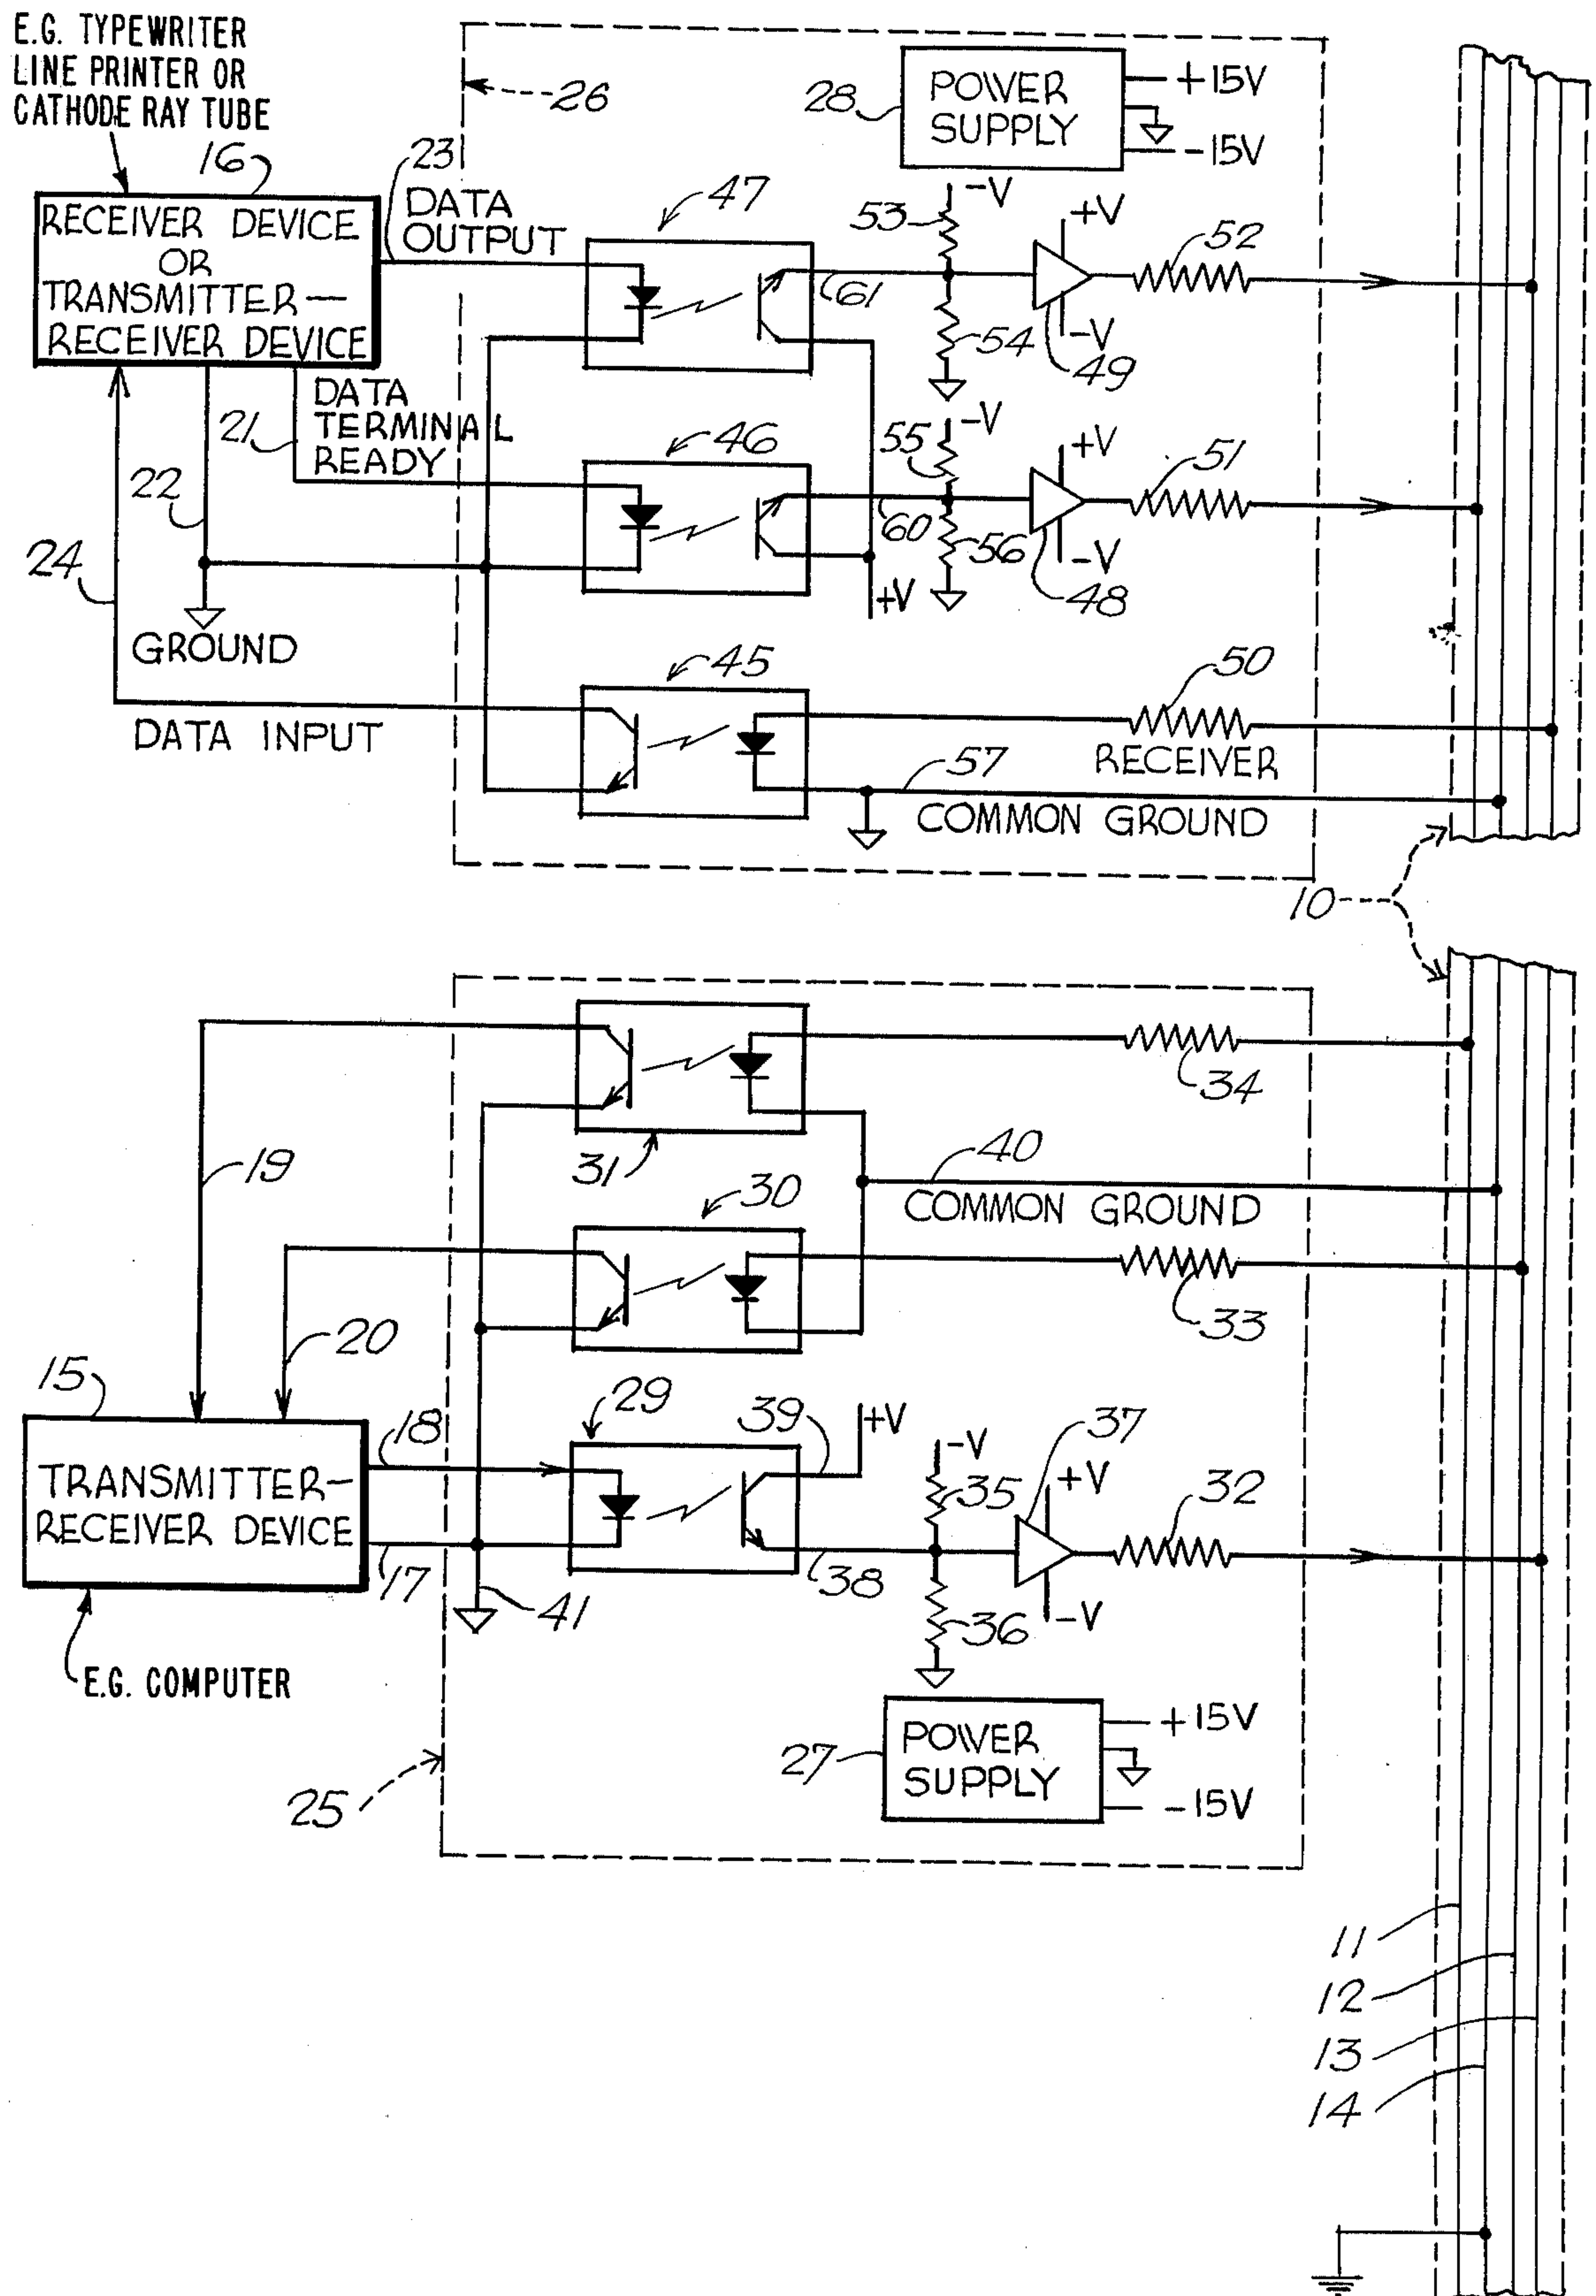 E.G. TYPEWRITER
LINE PRINTER OR
CATHODE RAY TUBE
26
28
POWER
SUPPLY
+15V
-15V
16
23
DATA
OUTPUT
47
53
-V
+V
52
RECEIVER DEVICE
OR
TRANSMITTER-
RECEIVER DEVICE
61
54
-V
49
DATA
TERMINAL
READY
21
22
46
55
-V
+V
51
60
56
-V
48
+V
24
GROUND
45
50
DATA INPUT
RECEIVER
57
COMMON GROUND
10
34
31
19
40
30
COMMON GROUND
33
20
15
29
39
+V
18
37
-V
+V
32
35
TRANSMITTER-
RECEIVER DEVICE
17
41
38
36
-V
E.G. COMPUTER
27
POWER
SUPPLY
+15V
-15V
25
11
12
13
14